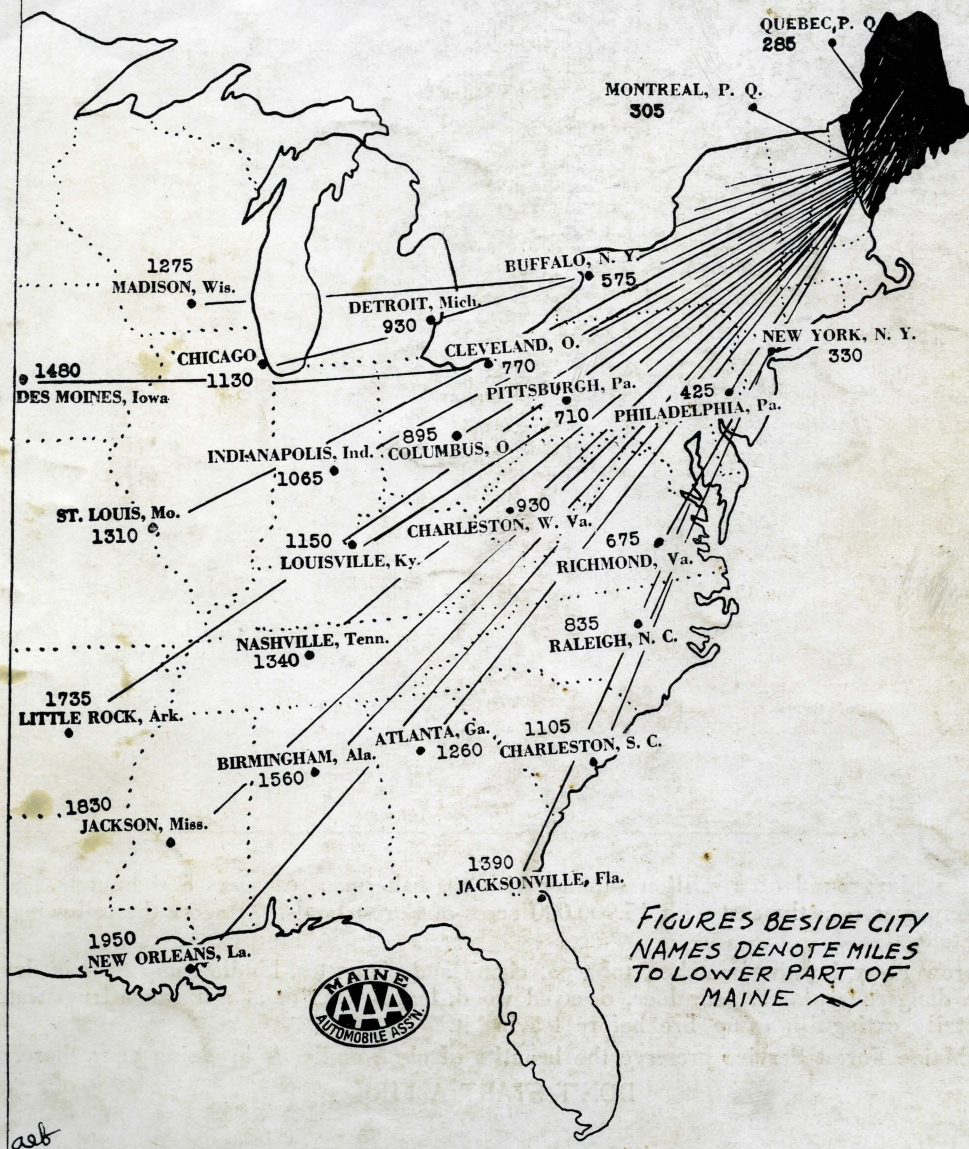 QUEBEC, P. Q.
285
MONTREAL, P. Q.
305
1275
MADISON, Wis.
BUFFALO, N. Y.
575
DETROIT, Mich.
930
NEW YORK, N. Y.
330
CHICAGO
1130
CLEVELAND, O.
770
1480
DES MOINES, Iowa
PITTSBURGH, Pa.
710
425
PHILADELPHIA, Pa.
895
COLUMBUS, O.
INDIANAPOLIS, Ind.
1065
ST. LOUIS, Mo.
1310
930
CHARLESTON, W. Va.
1150
LOUISVILLE, Ky.
675
RICHMOND, Va.
835
RALEIGH, N. C.
NASHVILLE, Tenn.
1340
1735
LITTLE ROCK, Ark.
ATLANTA, Ga.
1260
1105
CHARLESTON, S. C.
BIRMINGHAM, Ala.
1560
1830
JACKSON, Miss.
1390
JACKSONVILLE, Fla.
1950
NEW ORLEANS, La.
FIGURES BESIDE CITY
NAMES DENOTE MILES
TO LOWER PART OF
MAINE
MAINE
AAA
AUTOMOBILE ASS'N.